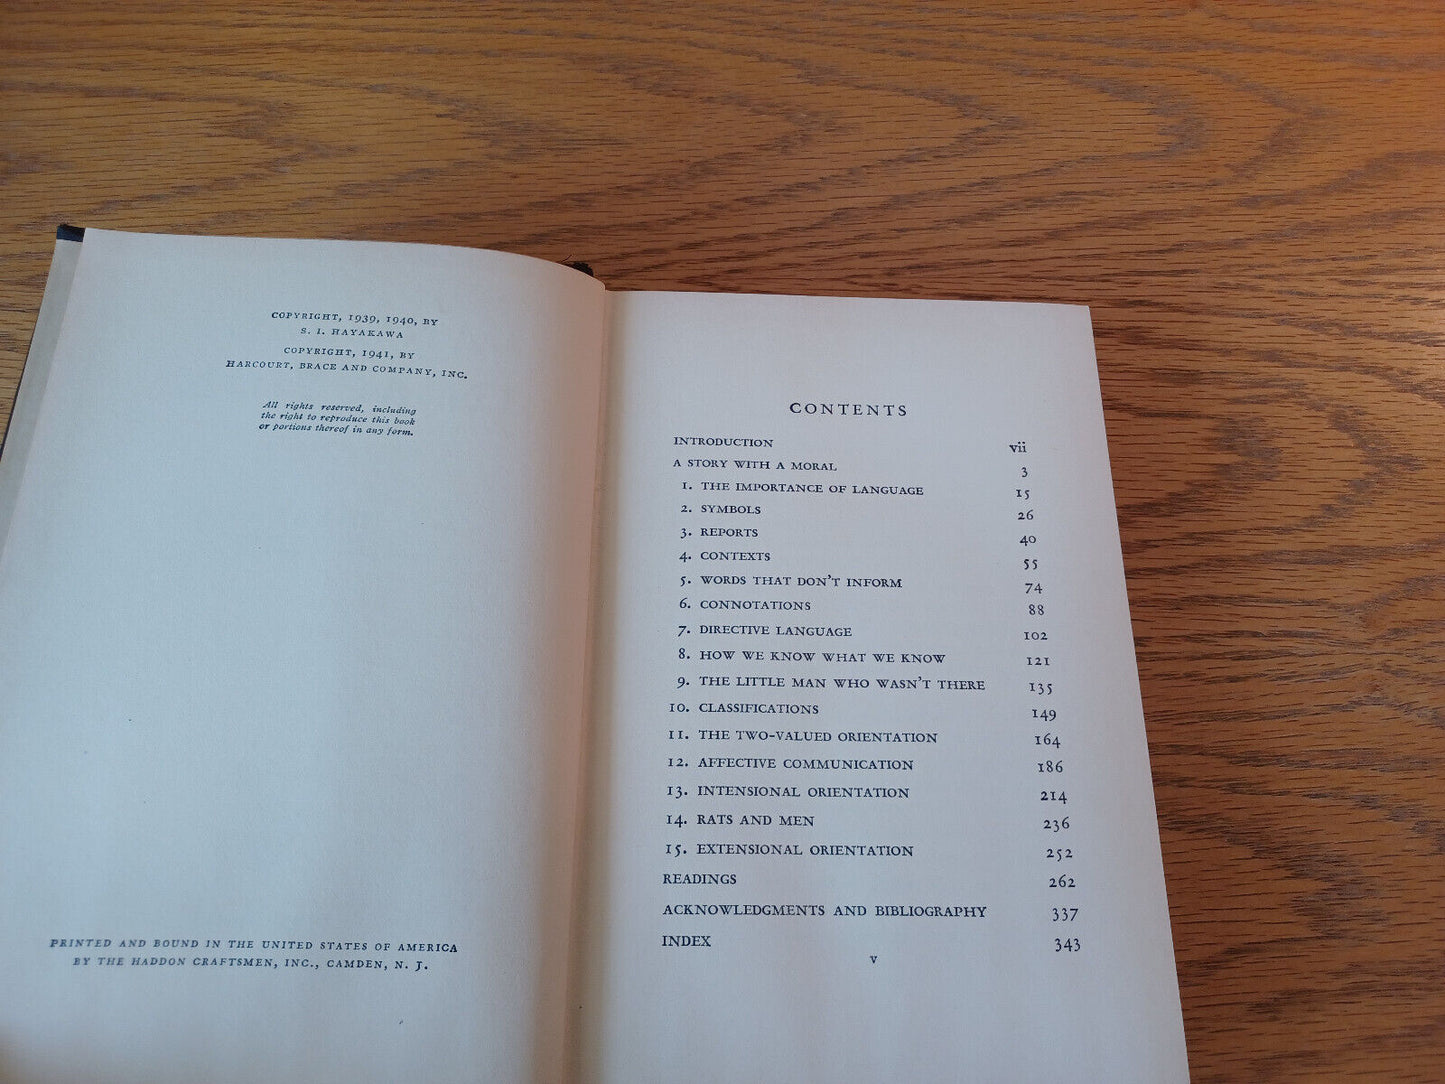 COPYRIGHT, 1939, 1940, BY
S. I. HAYAKAWA
COPYRIGHT, 1941, BY
HARCOURT, BRACE AND COMPANY, INC.
All rights reserved, including
the right to reproduce this book
or portions thereof in any form.
PRINTED AND BOUND IN THE UNITED STATES OF AMERICA
BY THE HADDON CRAFTSMEN, INC., CAMDEN, N. J.
CONTENTS
INTRODUCTION vii
A STORY WITH A MORAL 3
1. THE IMPORTANCE OF LANGUAGE 15
2. SYMBOLS 26
3. REPORTS 40
4. CONTEXTS 55
5. WORDS THAT DON'T INFORM 74
6. CONNOTATIONS 88
7. DIRECTIVE LANGUAGE 102
8. HOW WE KNOW WHAT WE KNOW 121
9. THE LITTLE MAN WHO WASN'T THERE 135
10. CLASSIFICATIONS 149
11. THE TWO-VALUED ORIENTATION 164
12. AFFECTIVE COMMUNICATION 186
13. INTENSIONAL ORIENTATION 214
14. RATS AND MEN 236
15. EXTENSIONAL ORIENTATION 252
READINGS 262
ACKNOWLEDGMENTS AND BIBLIOGRAPHY 337
INDEX 343
v